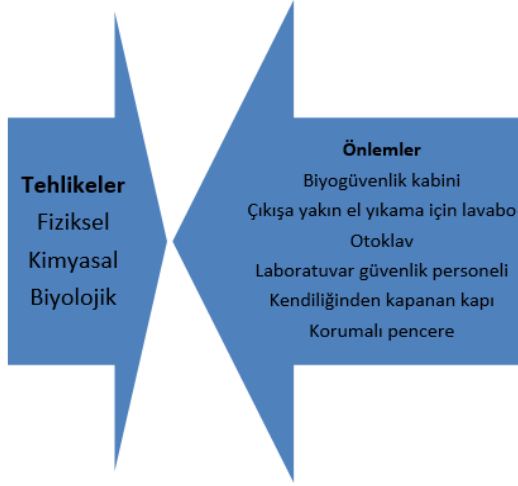 Tehlikeler
Fiziksel
Kimyasal
Biyolojik
Önlemler
Biyogüvenlik kabini
Çıkışa yakın el yıkama için lavabo
Otoklav
Laboratuvar güvenlik personeli
Kendiliğinden kapanan kapı
Korumalı pencere